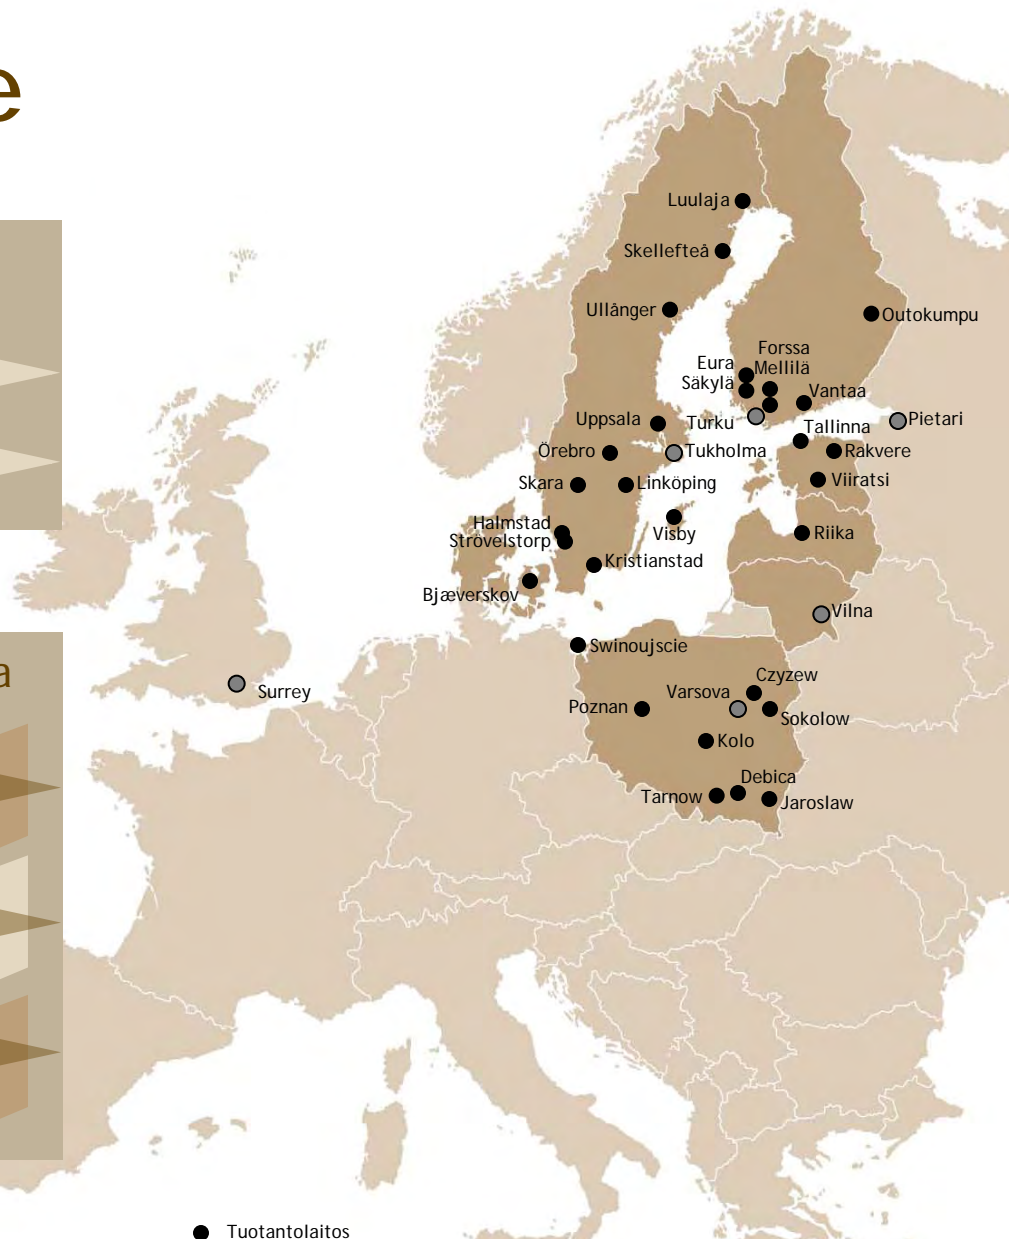 e
a
Luulaja
Skellefteå
Ullånger
Outokumpu
Forssa
Eura
Mellilä
Säkylä
Vantaa
Uppsala
Turku
Pietari
Tallinna
Örebro
Tukholma
Rakvere
Skara
Linköping
Viiratsi
Halmstad
Visby
Riika
Strövelstorp
Kristianstad
Bjæverskov
Vilna
Swinoujscie
Czyzew
Surrey
Varsova
Poznan
Sokolow
Kolo
Debica
Tarnow
Jaroslaw
Tuotantolaitos